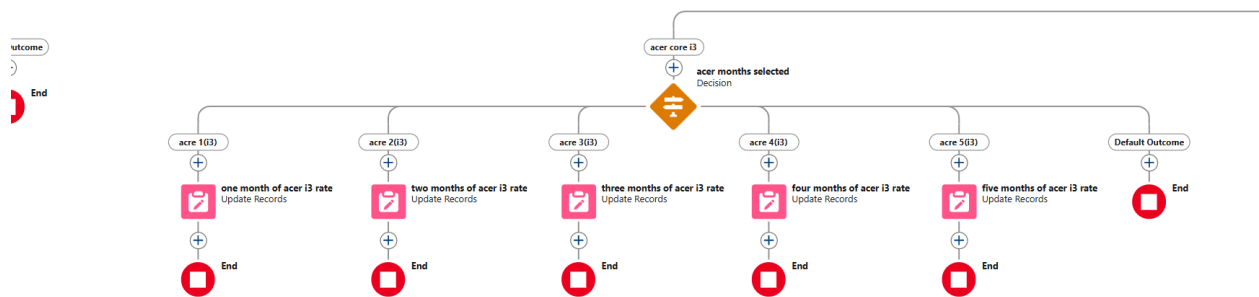 utcome
End
acer core i3
acer months selected
Decision
acre 1(i3)
acre 2(i3)
acre 3(i3)
acre 4(i3)
acre 5(i3)
Default Outcome
one month of acer i3 rate
Update Records
two months of acer i3 rate
Update Records
three months of acer i3 rate
Update Records
four months of acer i3 rate
Update Records
five months of acer i3 rate
Update Records
End
End
End
End
End
End